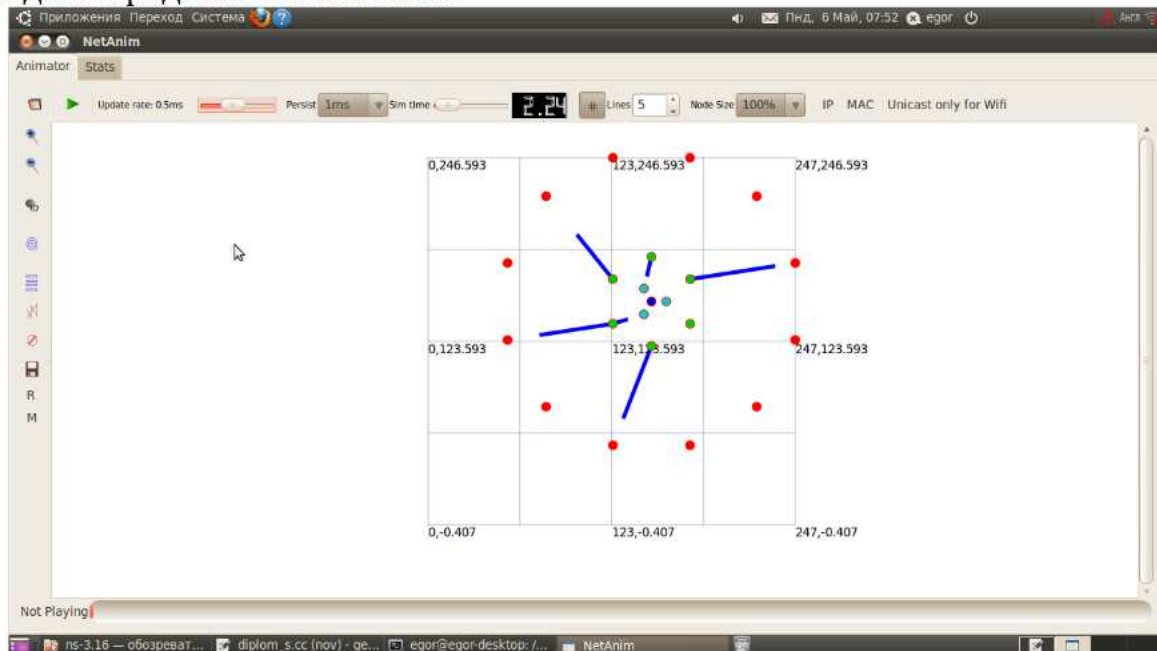 Приложения Переход Система Пнд, 6 Май, 07:52 egor Англ
NetAnim
Animator Stats
Update rate: 0.5ms Persist 1ms Sim time 2.24 # Lines 5 Node Size 100% IP MAC Unicast only for Wifi
0,246.593 123,246.593 247,246.593
0,123.593 123,123.593 247,123.593
0,-0.407 123,-0.407 247,-0.407
R
M
Not Playing
ns-3.16 — обозреват... diplom_s.cc (nov) - ge... egor@egor-desktop: /... NetAnim